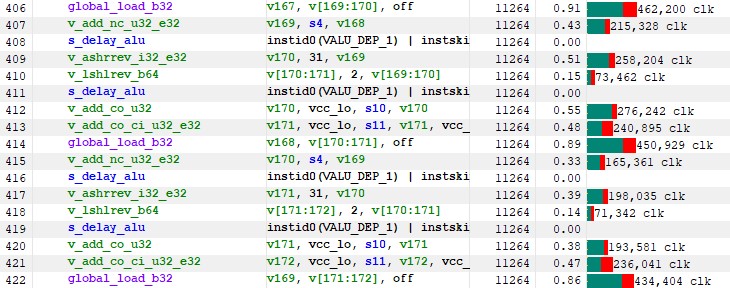 406 global_load_b32 v167, v[169:170], off 11264 0.91 462,200 clk
407 v_add_nc_u32_e32 v169, s4, v168 11264 0.43 215,328 clk
408 s_delay_alu instid0(VALU_DEP_1) | instski 11264 0.00
409 v_ashrrev_i32_e32 v170, 31, v169 11264 0.51 258,204 clk
410 v_lshlrev_b64 v[170:171], 2, v[169:170] 11264 0.15 73,462 clk
411 s_delay_alu instid0(VALU_DEP_1) | instski 11264 0.00
412 v_add_co_u32 v170, vcc_lo, s10, v170 11264 0.55 276,242 clk
413 v_add_co_ci_u32_e32 v171, vcc_lo, s11, v171, vcc_ 11264 0.48 240,895 clk
414 global_load_b32 v168, v[170:171], off 11264 0.89 450,929 clk
415 v_add_nc_u32_e32 v170, s4, v169 11264 0.33 165,361 clk
416 s_delay_alu instid0(VALU_DEP_1) | instski 11264 0.00
417 v_ashrrev_i32_e32 v171, 31, v170 11264 0.39 198,035 clk
418 v_lshlrev_b64 v[171:172], 2, v[170:171] 11264 0.14 71,342 clk
419 s_delay_alu instid0(VALU_DEP_1) | instski 11264 0.00
420 v_add_co_u32 v171, vcc_lo, s10, v171 11264 0.38 193,581 clk
421 v_add_co_ci_u32_e32 v172, vcc_lo, s11, v172, vcc_ 11264 0.47 236,041 clk
422 global_load_b32 v169, v[171:172], off 11264 0.86 434,404 clk